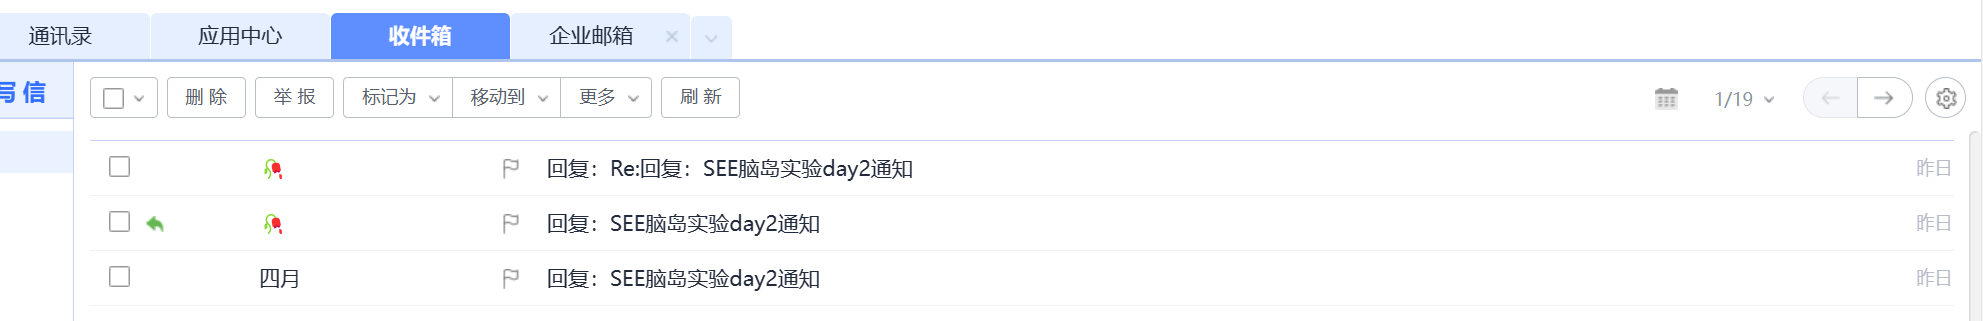 通讯录 应用中心 收件箱 企业邮箱
写 信 删 除 举 报 标记为 移动到 更多 刷 新 1/19
回复：Re:回复：SEE脑岛实验day2通知 昨日
回复：SEE脑岛实验day2通知 昨日
四月 回复：SEE脑岛实验day2通知 昨日